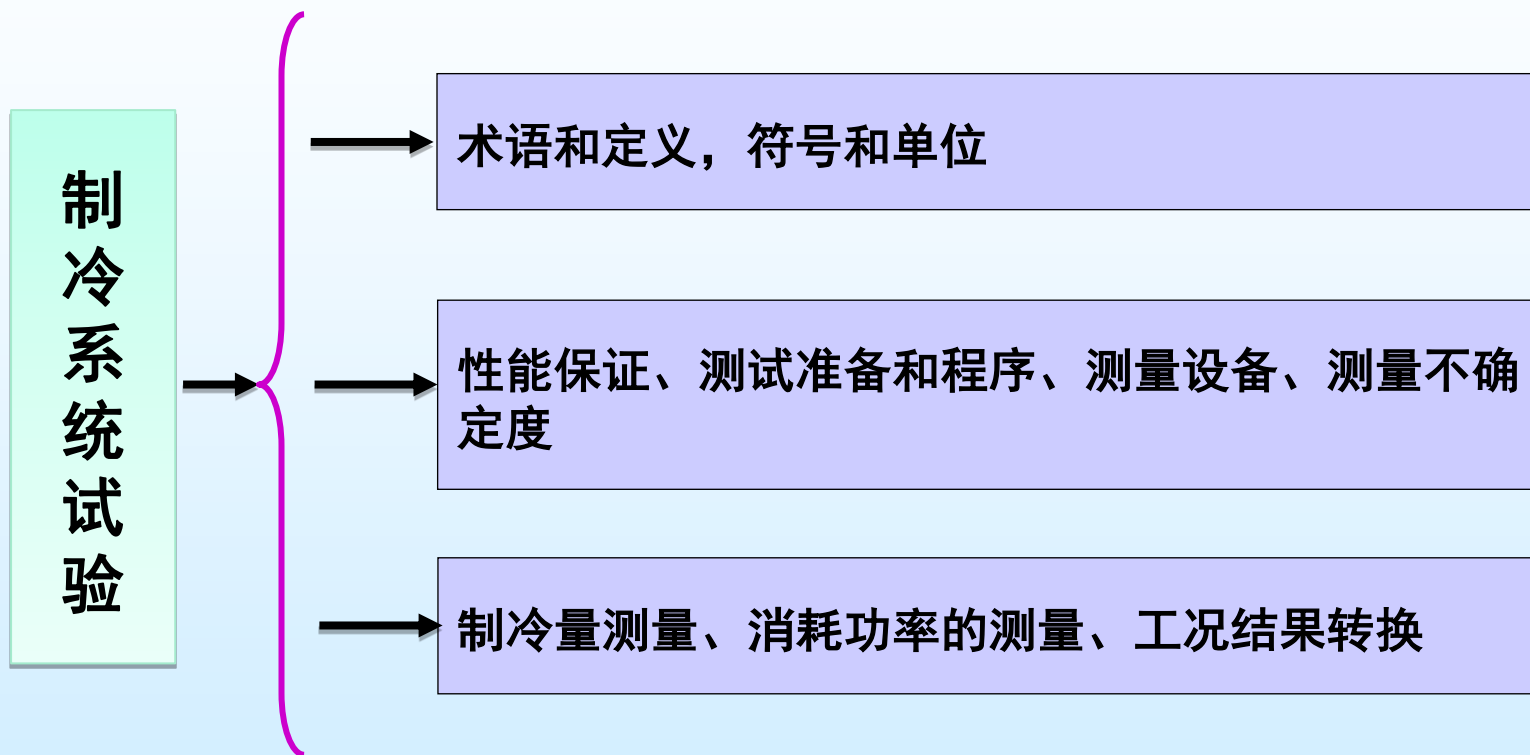 制冷系统试验
术语和定义，符号和单位
性能保证、测试准备和程序、测量设备、测量不确
定度
制冷量测量、消耗功率的测量、工况结果转换